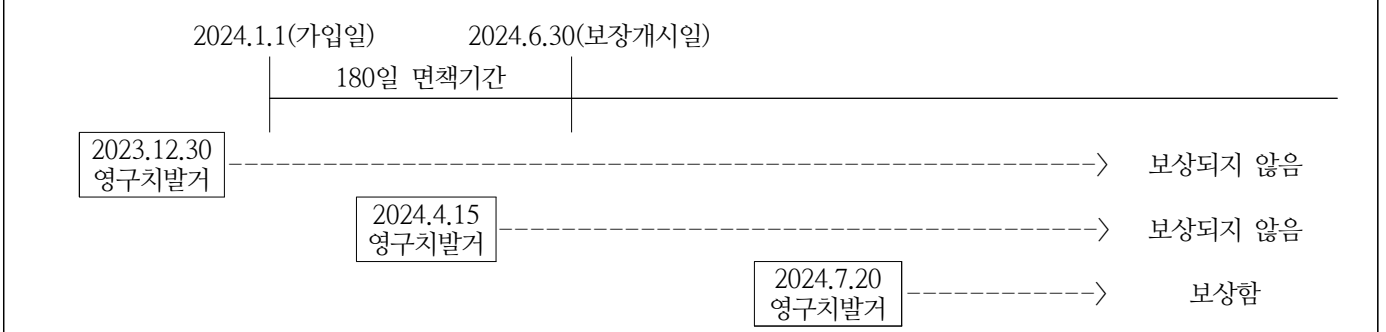 2024.1.1(가입일) 2024.6.30(보장개시일)
180일 면책기간
2023.12.30
영구치발거
보상되지 않음
2024.4.15
영구치발거
보상되지 않음
2024.7.20
영구치발거
보상함